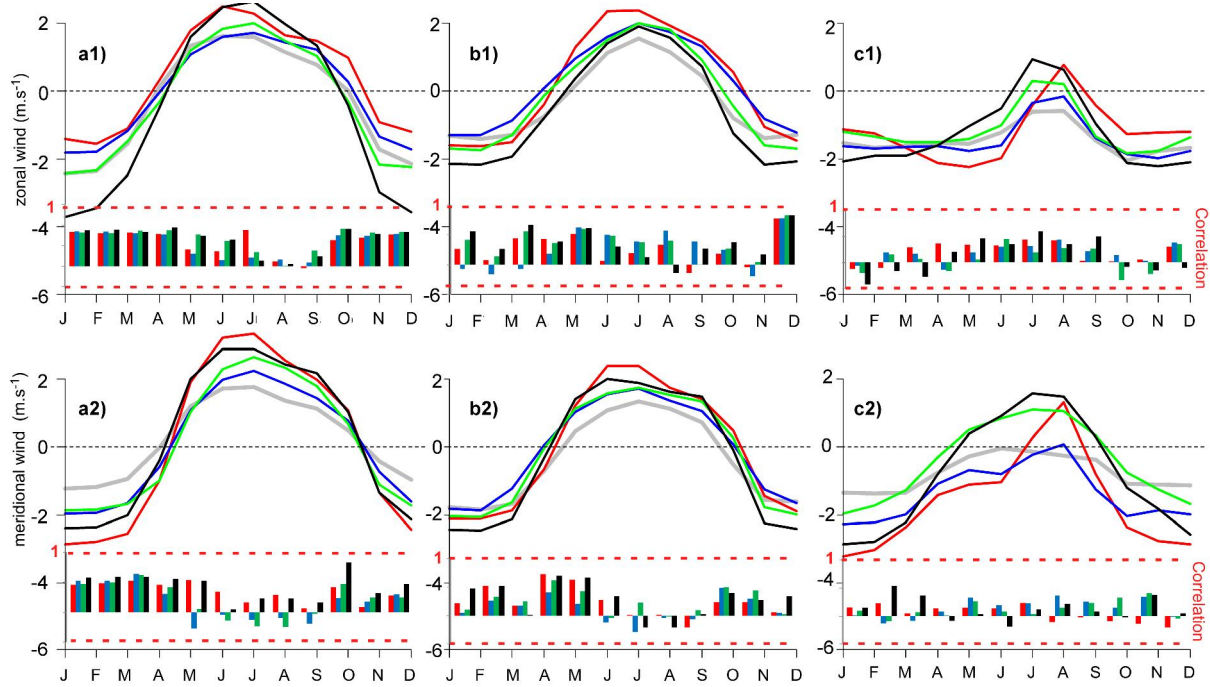 a1) b1) c1)
zonal wind (m.s⁻¹)
2 2 2
0 0 0
-2 -2 -2
1 1 1
-4 -4 -4
-6 -6 -6
Correlation
J F M A M J J A S O N D J F M A M J J A S O N D J F M A M J J A S O N D
a2) b2) c2)
meridional wind (m.s⁻¹)
2 2 2
0 0 0
-2 -2 -2
1 1 1
-4 -4 -4
-6 -6 -6
Correlation
J F M A M J J A S O N D J F M A M J J A S O N D J F M A M J J A S O N D